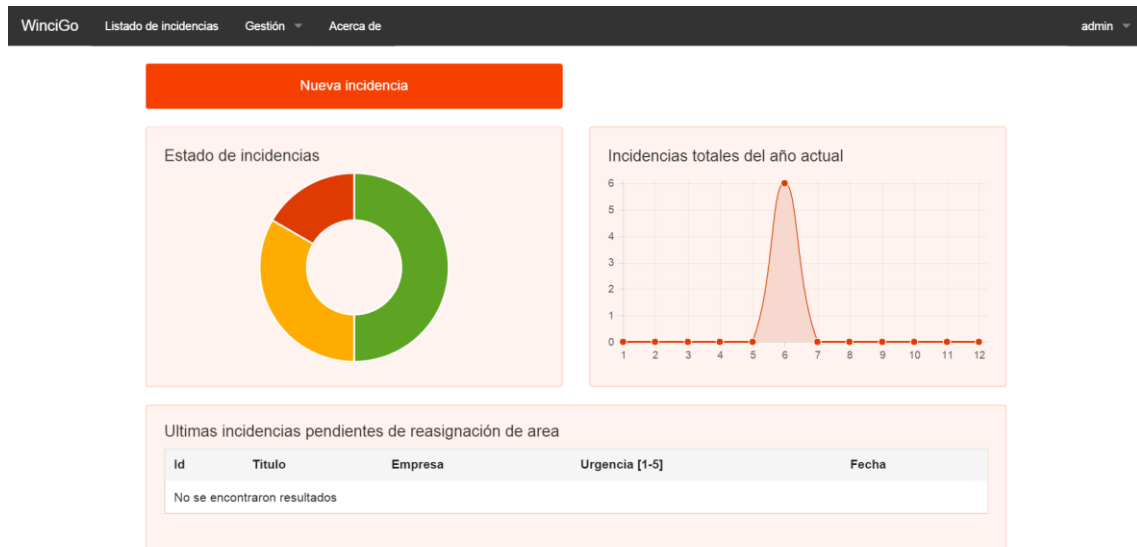 WinciGo Listado de incidencias Gestión Acerca de admin
Nueva incidencia
Estado de incidencias
Incidencias totales del año actual
6
5
4
3
2
1
0
1 2 3 4 5 6 7 8 9 10 11 12
Ultimas incidencias pendientes de reasignación de area
Id Titulo Empresa Urgencia [1-5] Fecha
No se encontraron resultados